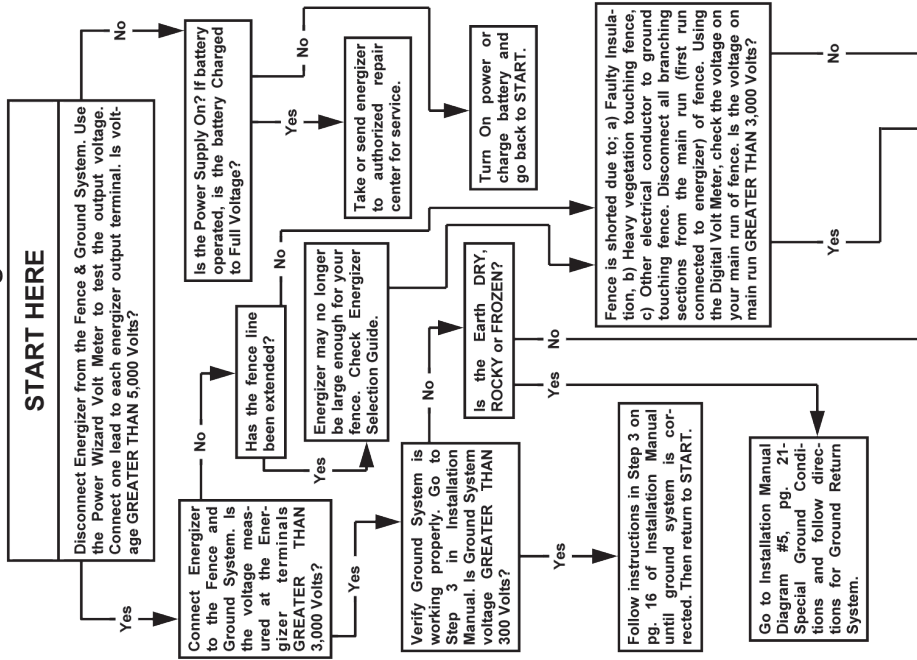 START HERE
Disconnect Energizer from the Fence & Ground System. Use
the Power Wizard Volt Meter to test the output voltage.
Connect one lead to each energizer output terminal. Is volt-
age GREATER THAN 5,000 Volts?
Yes
No
Connect Energizer
to the Fence and
Ground System. Is
the voltage meas-
ured at the Ener-
gizer terminals
GREATER THAN
3,000 Volts?
No
Yes
Is the Power Supply On? If battery
operated, is the battery Charged
to Full Voltage?
Yes
No
Has the fence line
been extended?
Yes
No
Take or send energizer
to authorized repair
center for service.
Turn On power or
charge battery and
go back to START.
Energizer may no longer
be large enough for your
fence. Check Energizer
Selection Guide.
Verify Ground System is
working properly. Go to
Step 3 in Installation
Manual. Is Ground System
voltage GREATER THAN
300 Volts?
No
Yes
Is the Earth DRY,
ROCKY or FROZEN?
Yes
No
Fence is shorted due to; a) Faulty Insula-
tion, b) Heavy vegetation touching fence,
c) Other electrical conductor to ground
touching fence. Disconnect all branching
sections from the main run (first run
connected to energizer) of fence. Using
the Digital Volt Meter, check the voltage on
your main run of fence. Is the voltage on
main run GREATER THAN 3,000 Volts?
Yes
No
Follow instructions in Step 3 on
pg. 16 of Installation Manual
until ground system is cor-
rected. Then return to START.
Go to Installation Manual
Diagram #5, pg. 21-
Special Ground Condi-
tions and follow direc-
tions for Ground Return
System.